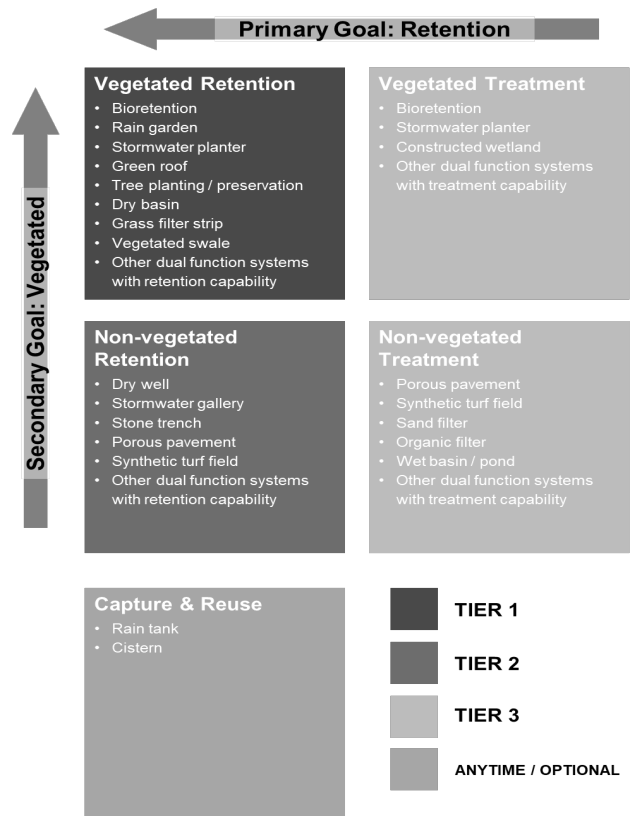 Primary Goal: Retention
Secondary Goal: Vegetated
Vegetated Retention
• Bioretention
• Rain garden
• Stormwater planter
• Green roof
• Tree planting / preservation
• Dry basin
• Grass filter strip
• Vegetated swale
• Other dual function systems
with retention capability
Vegetated Treatment
• Bioretention
• Stormwater planter
• Constructed wetland
• Other dual function systems
with treatment capability
Non-vegetated
Retention
• Dry well
• Stormwater gallery
• Stone trench
• Porous pavement
• Synthetic turf field
• Other dual function systems
with retention capability
Non-vegetated
Treatment
• Porous pavement
• Synthetic turf field
• Sand filter
• Organic filter
• Wet basin / pond
• Other dual function systems
with treatment capability
Capture & Reuse
• Rain tank
• Cistern
TIER 1
TIER 2
TIER 3
ANYTIME / OPTIONAL